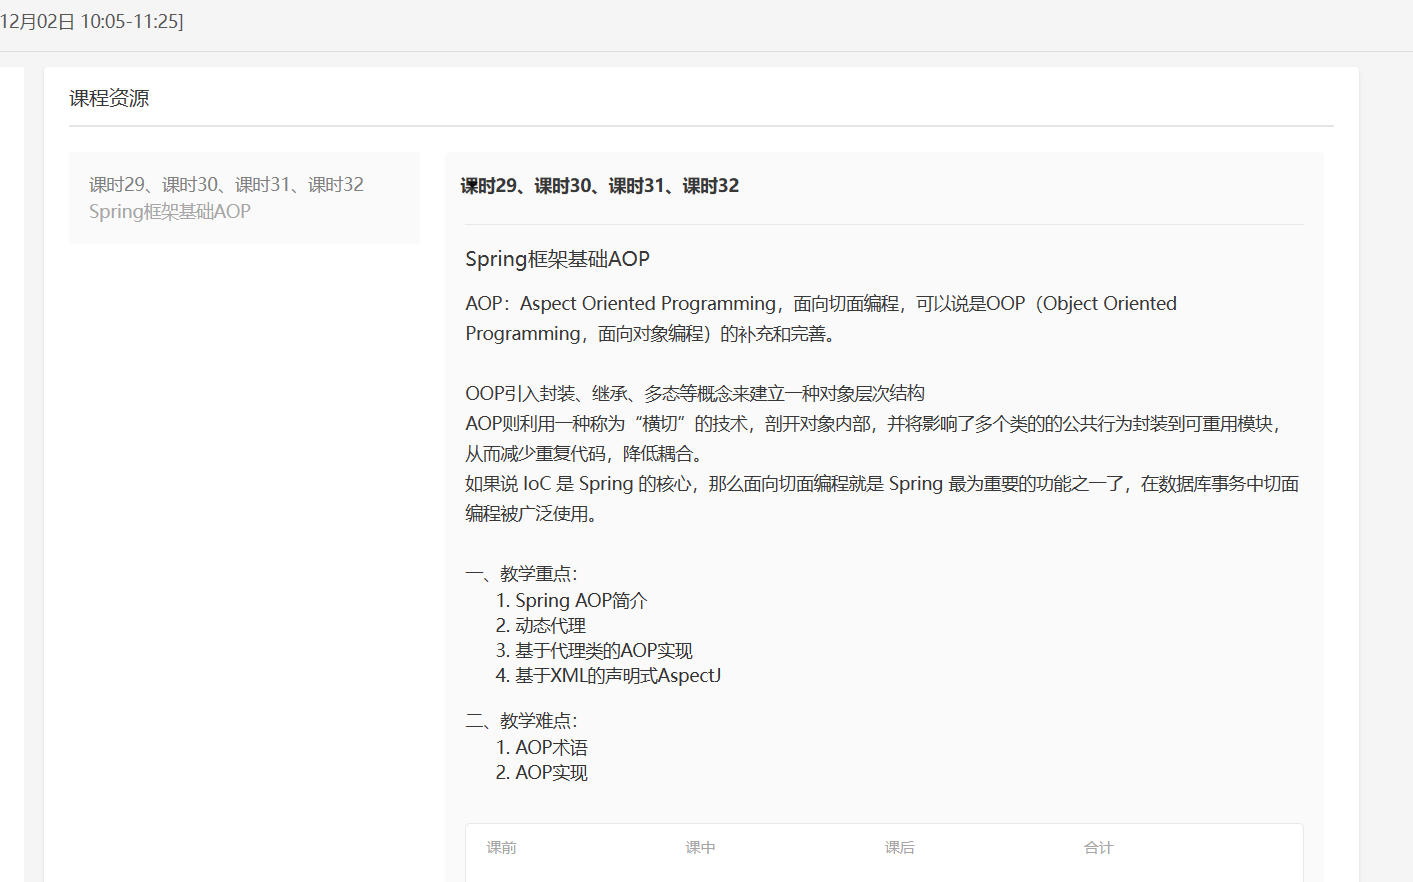 12月02日 10:05-11:25]
课程资源
课时29、课时30、课时31、课时32
Spring框架基础AOP
课时29、课时30、课时31、课时32
Spring框架基础AOP
AOP：Aspect Oriented Programming，面向切面编程，可以说是OOP（Object Oriented
Programming，面向对象编程）的补充和完善。
OOP引入封装、继承、多态等概念来建立一种对象层次结构
AOP则利用一种称为“横切”的技术，剖开对象内部，并将影响了多个类的的公共行为封装到可重用模块，
从而减少重复代码，降低耦合。
如果说 IoC 是 Spring 的核心，那么面向切面编程就是 Spring 最为重要的功能之一了，在数据库事务中切面
编程被广泛使用。
一、教学重点：
1. Spring AOP简介
2. 动态代理
3. 基于代理类的AOP实现
4. 基于XML的声明式AspectJ
二、教学难点：
1. AOP术语
2. AOP实现
课前 课中 课后 合计